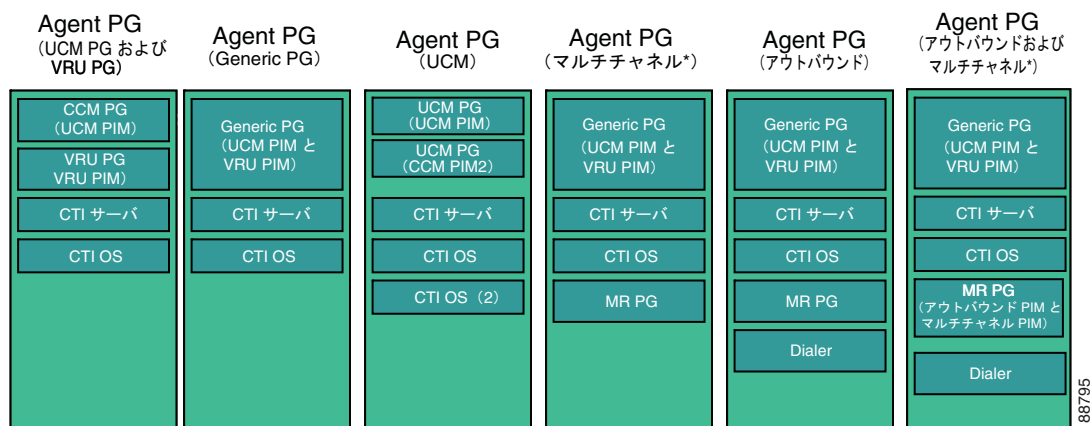 Agent PG
（UCM PG および
VRU PG）
CCM PG
（UCM PIM）
VRU PG
VRU PIM）
CTI サーバ
CTI OS
Agent PG
（Generic PG）
Generic PG
（UCM PIM と
VRU PIM）
CTI サーバ
CTI OS
Agent PG
（UCM）
UCM PG
（UCM PIM）
UCM PG
（CCM PIM2）
CTI サーバ
CTI OS
CTI OS（2）
Agent PG
（マルチチャネル*）
Generic PG
（UCM PIM と
VRU PIM）
CTI サーバ
CTI OS
MR PG
Agent PG
（アウトバウンド）
Generic PG
（UCM PIM と
VRU PIM）
CTI サーバ
CTI OS
MR PG
Dialer
Agent PG
（アウトバウンドおよび
マルチチャネル*）
Generic PG
（UCM PIM と
VRU PIM）
CTI サーバ
CTI OS
MR PG
（アウトバウンド PIM と
マルチチャネル PIM）
Dialer
88795